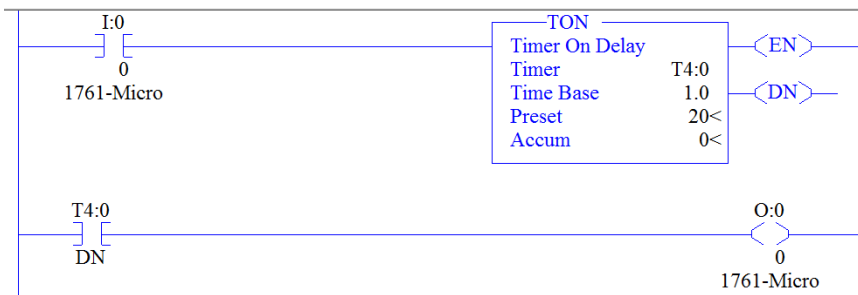 I:0
0
1761-Micro
TON
Timer On Delay
Timer T4:0
Time Base 1.0
Preset 20<
Accum 0<
EN
DN
T4:0
DN
O:0
0
1761-Micro